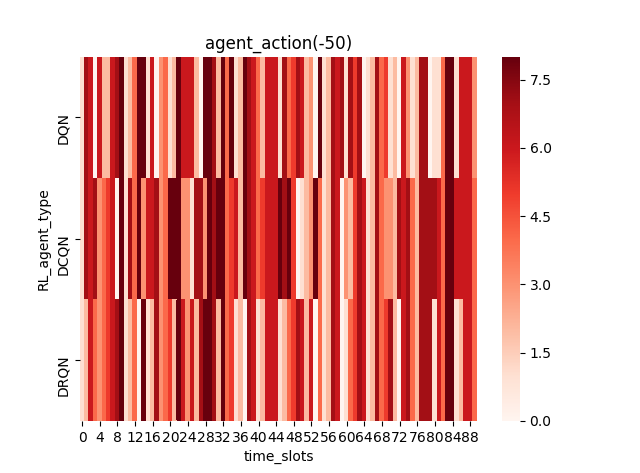 agent_action(-50)
RL_agent_type
DQN
DCQN
DRQN
0 4 8 12 16 20 24 28 32 36 40 44 48 52 56 60 64 68 72 76 80 84 88
time_slots
7.5
6.0
4.5
3.0
1.5
0.0